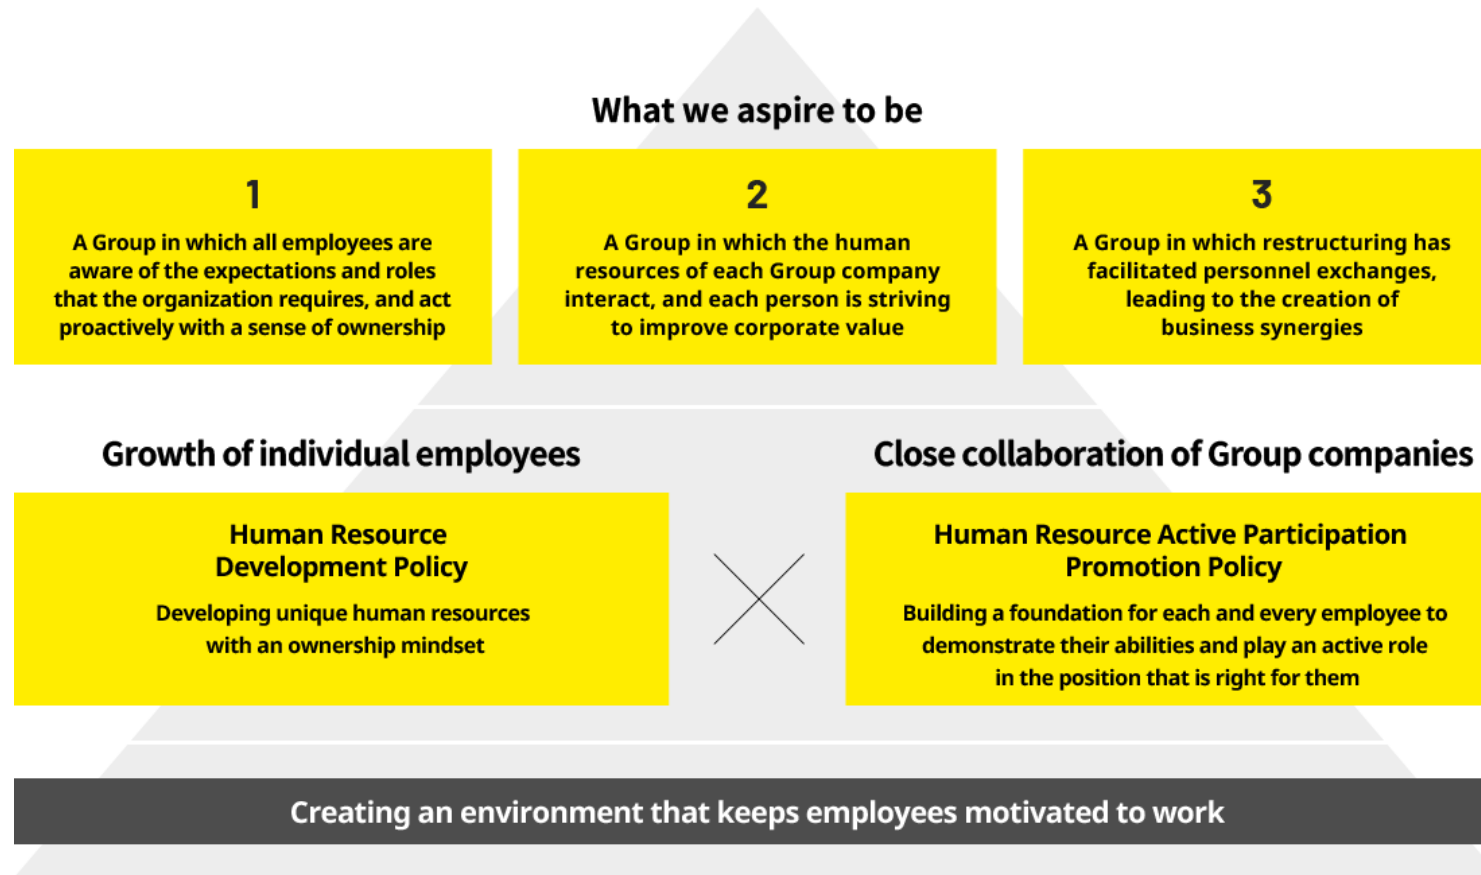 What we aspire to be
1
A Group in which all employees are
aware of the expectations and roles
that the organization requires, and act
proactively with a sense of ownership
2
A Group in which the human
resources of each Group company
interact, and each person is striving
to improve corporate value
3
A Group in which restructuring has
facilitated personnel exchanges,
leading to the creation of
business synergies
Growth of individual employees
Human Resource
Development Policy
Developing unique human resources
with an ownership mindset
Close collaboration of Group companies
Human Resource Active Participation
Promotion Policy
Building a foundation for each and every employee to
demonstrate their abilities and play an active role
in the position that is right for them
Creating an environment that keeps employees motivated to work